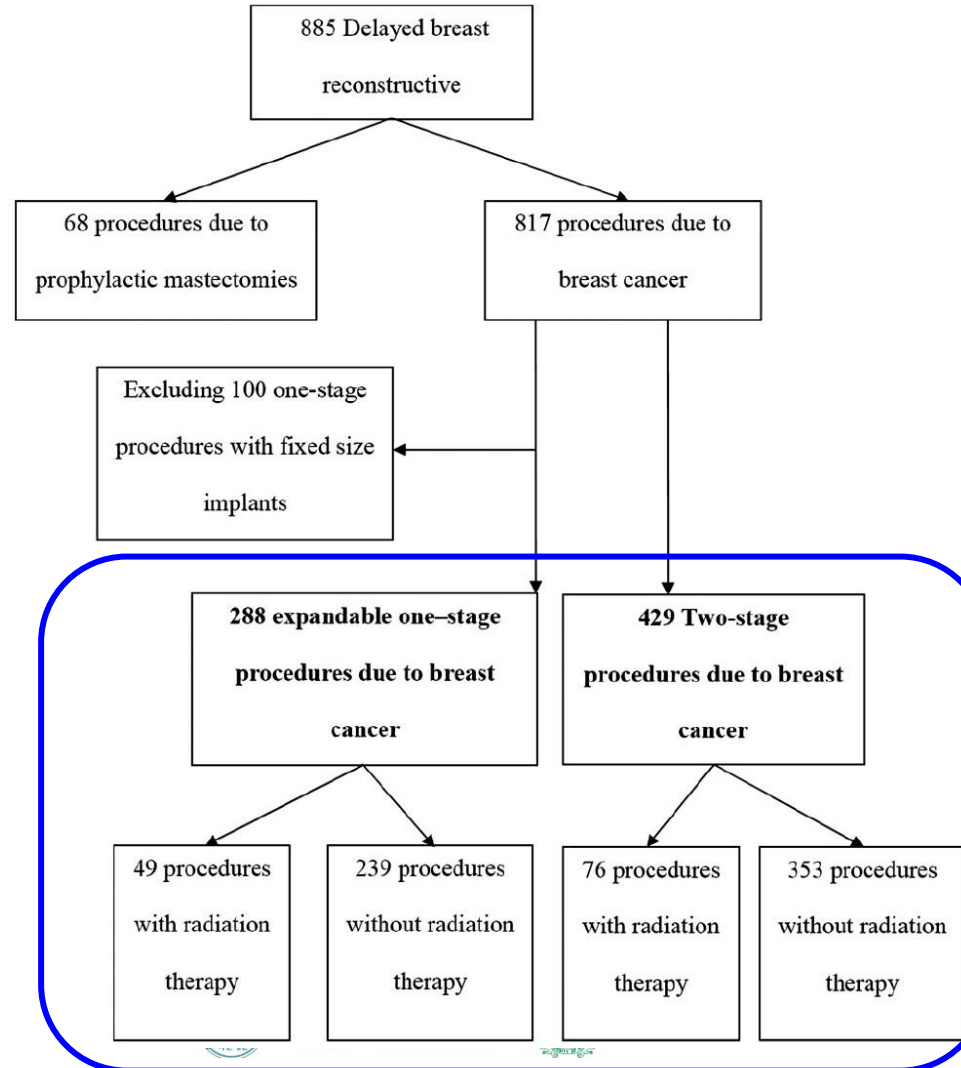 885 Delayed breast
reconstructive
68 procedures due to
prophylactic mastectomies
817 procedures due to
breast cancer
Excluding 100 one-stage
procedures with fixed size
implants
288 expandable one–stage
procedures due to breast
cancer
429 Two-stage
procedures due to breast
cancer
49 procedures
with radiation
therapy
239 procedures
without radiation
therapy
76 procedures
with radiation
therapy
353 procedures
without radiation
therapy